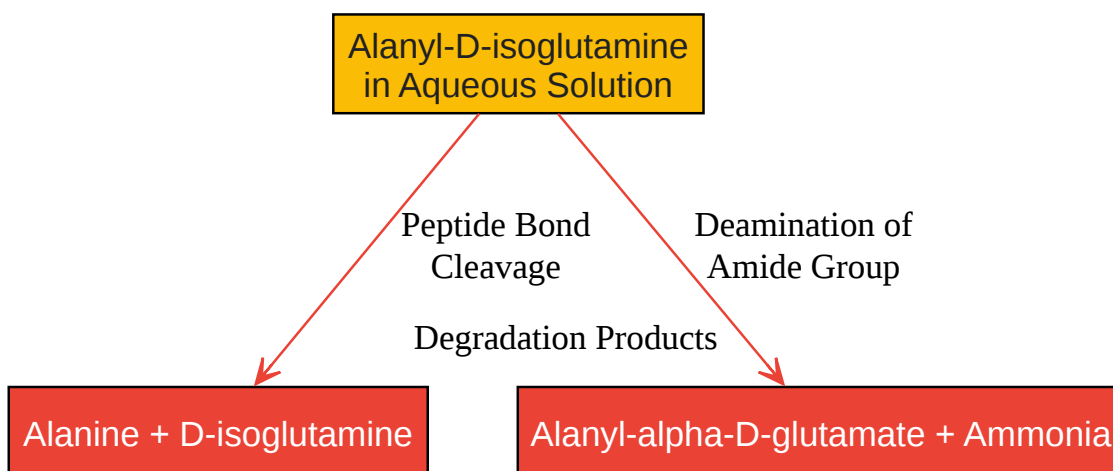 Alanyl-D-isoglutamine
in Aqueous Solution
Peptide Bond
Cleavage
Deamination of
Amide Group
Degradation Products
Alanine + D-isoglutamine
Alanyl-alpha-D-glutamate + Ammonia